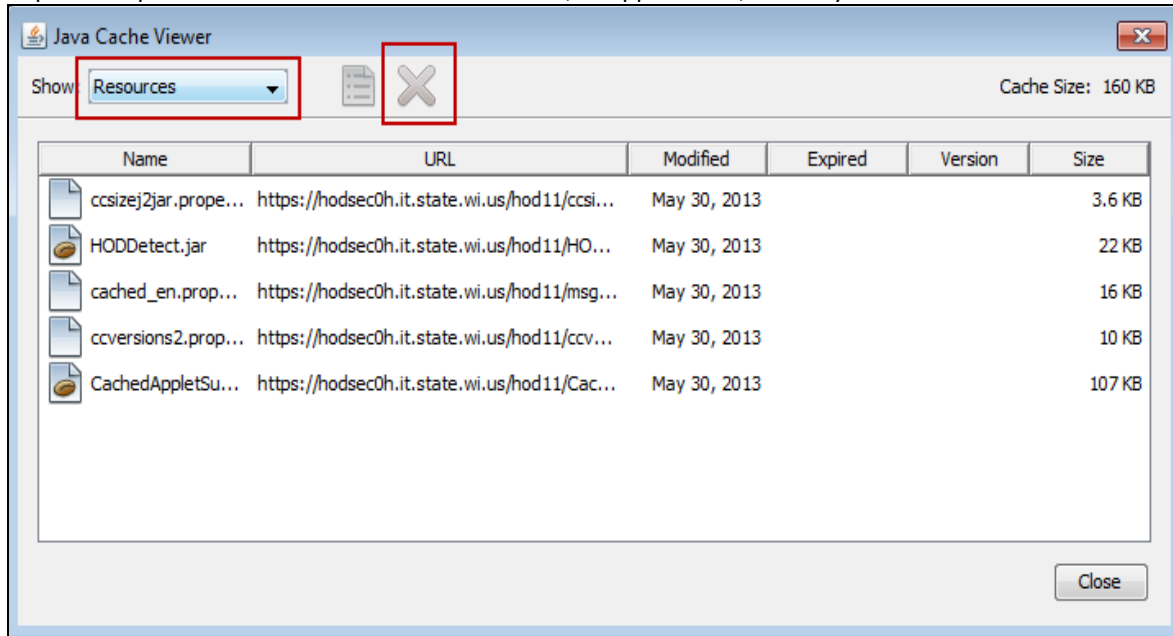 Java Cache Viewer
Show: Resources Cache Size: 160 KB
Name URL Modified Expired Version Size
ccsizej2jar.prope... https://hodsec0h.it.state.wi.us/hod11/ccsi... May 30, 2013 3.6 KB
HODDetect.jar https://hodsec0h.it.state.wi.us/hod11/HO... May 30, 2013 22 KB
cached_en.prop... https://hodsec0h.it.state.wi.us/hod11/msg... May 30, 2013 16 KB
ccversions2.prop... https://hodsec0h.it.state.wi.us/hod11/ccv... May 30, 2013 10 KB
CachedAppletSu... https://hodsec0h.it.state.wi.us/hod11/Cac... May 30, 2013 107 KB
Close